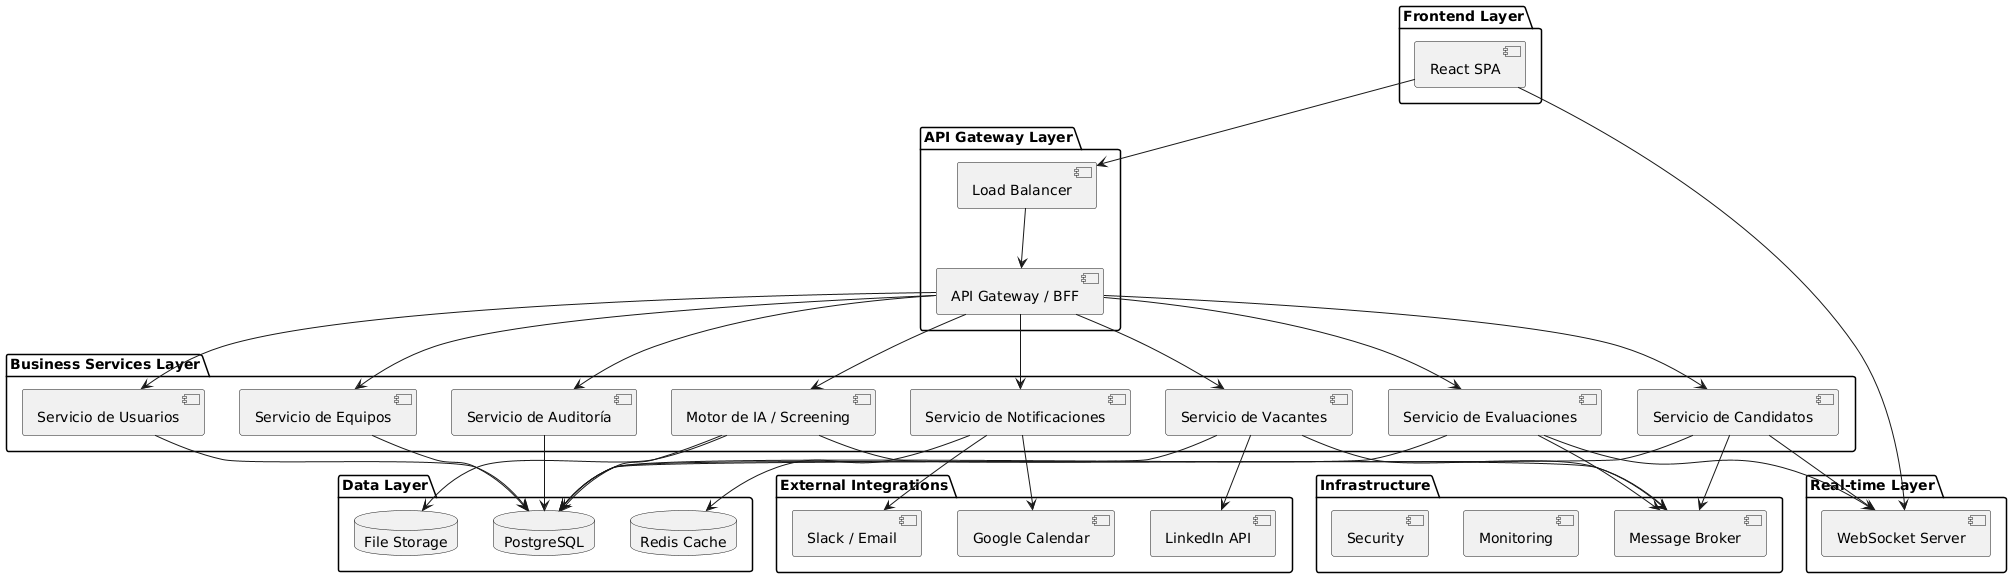 Frontend Layer
React SPA
API Gateway Layer
Load Balancer
API Gateway / BFF
Business Services Layer
Servicio de Usuarios
Servicio de Equipos
Servicio de Auditoría
Motor de IA / Screening
Servicio de Notificaciones
Servicio de Vacantes
Servicio de Evaluaciones
Servicio de Candidatos
Data Layer
File Storage
PostgreSQL
Redis Cache
External Integrations
Slack / Email
Google Calendar
LinkedIn API
Infrastructure
Security
Monitoring
Message Broker
Real-time Layer
WebSocket Server